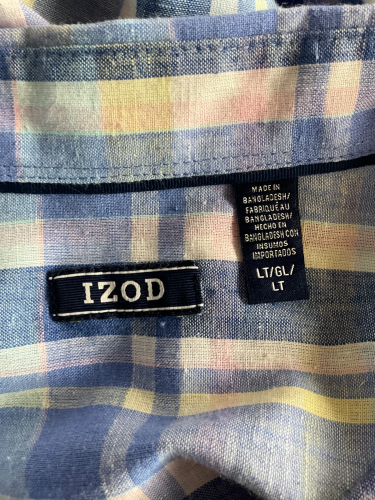 MADE IN
BANGLADESH/
FABRIQUÉ AU
BANGLADESH/
HECHO EN
BANGLADESH CON
INSUMOS
IMPORTADOS
LT/GL/
LT
IZOD